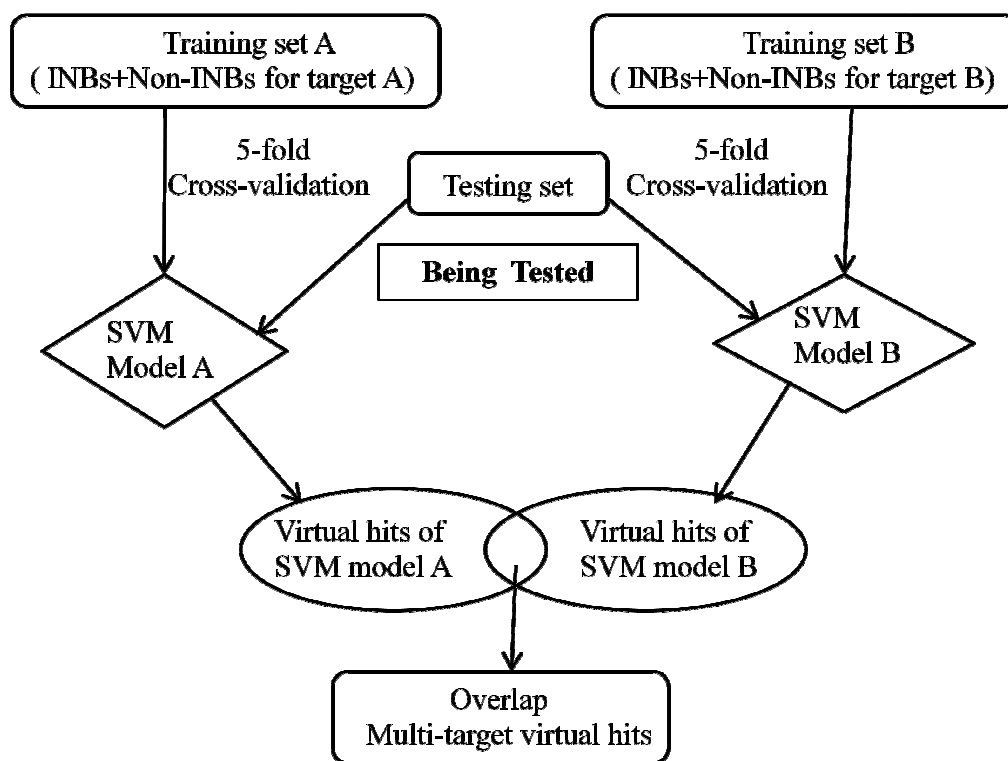 Training set A
( INBs+Non-INBs for target A)
Training set B
( INBs+Non-INBs for target B)
5-fold
Cross-validation
Testing set
5-fold
Cross-validation
Being Tested
SVM
Model A
SVM
Model B
Virtual hits of
SVM model A
Virtual hits of
SVM model B
Overlap
Multi-target virtual hits